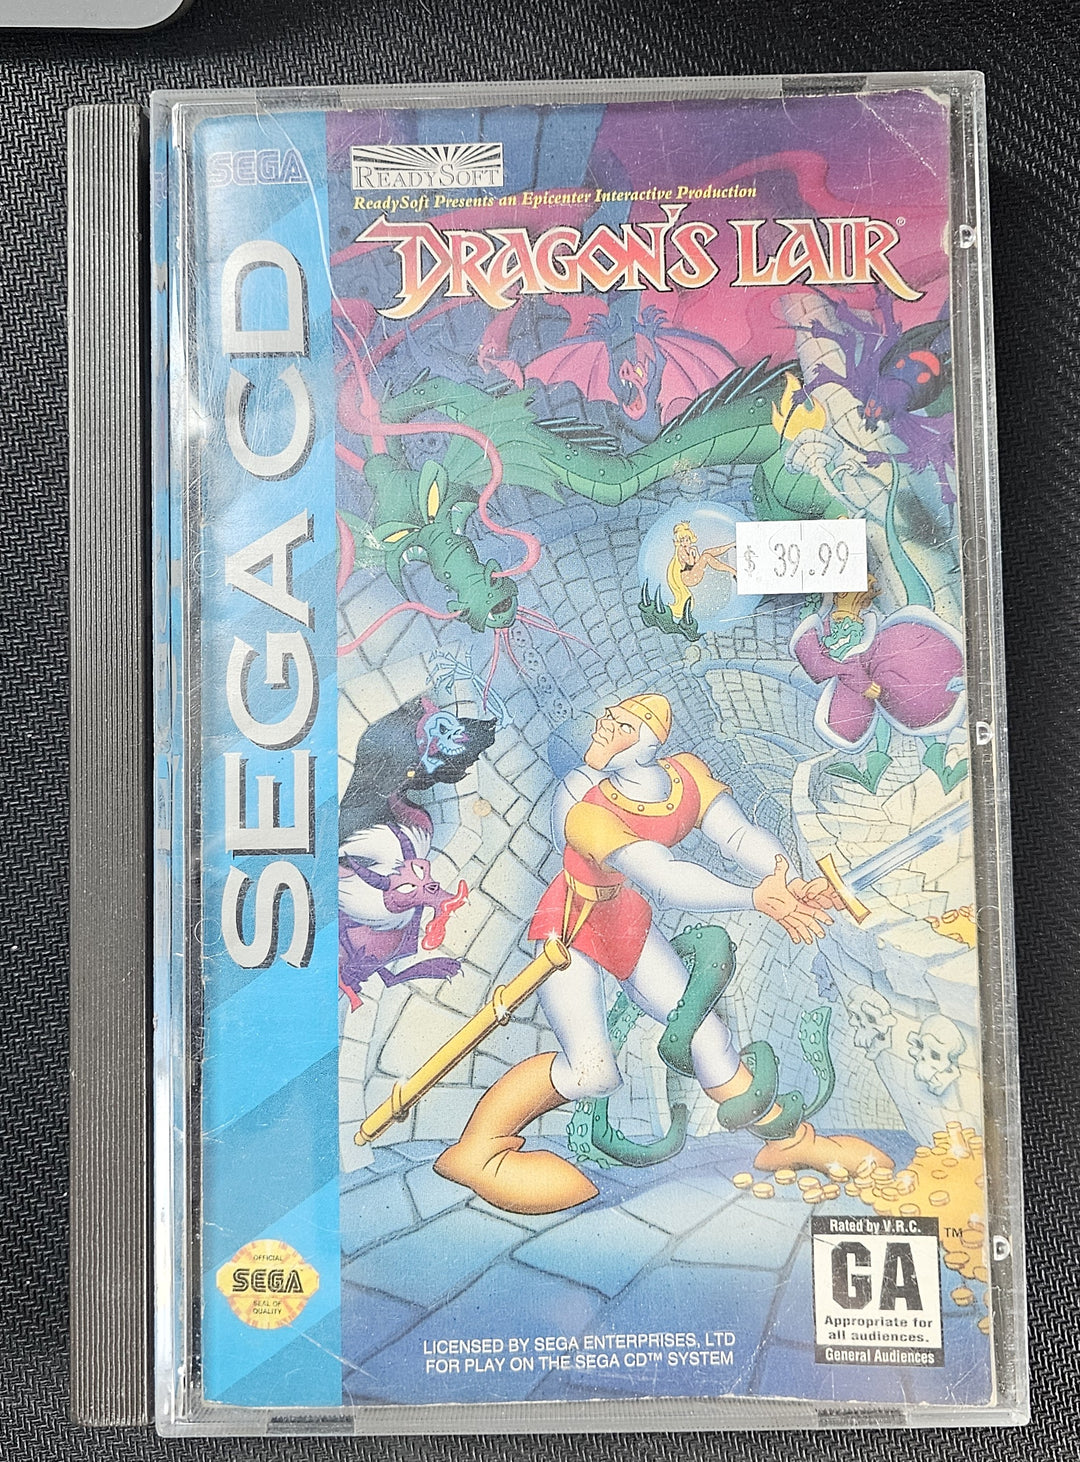 SEGA
SEGA CD
READYSOFT
ReadySoft Presents an Epicenter Interactive Production
DRAGON'S LAIR®
$ 39.99
OFFICIAL
SEGA
SEAL OF
QUALITY
LICENSED BY SEGA ENTERPRISES, LTD
FOR PLAY ON THE SEGA CD™ SYSTEM
Rated by V.R.C.
GA™
Appropriate for
all audiences.
General Audiences